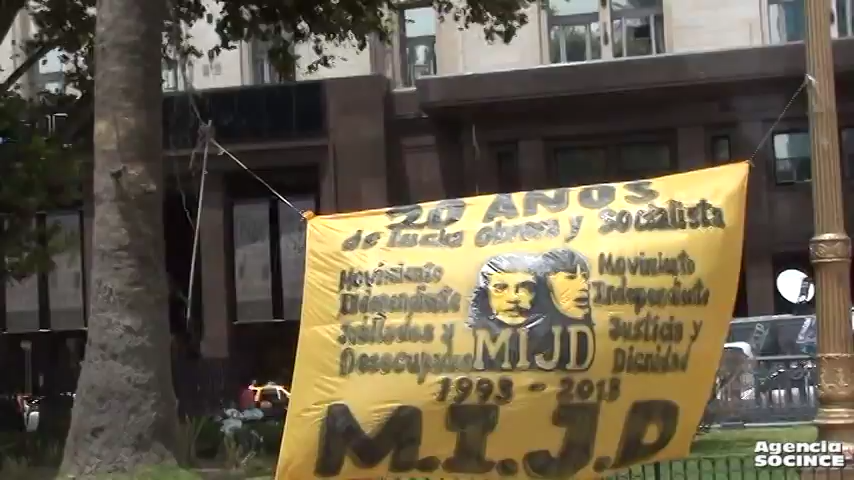 20 AÑOS
de lucha obrera y Socialista
Movimiento
Independiente
Jubilados y
Desocupados
Movimiento
Independiente
Justicia y
Dignidad
MIJD
1993 - 2013
M.I.J.D
Agencia
SOCINCE